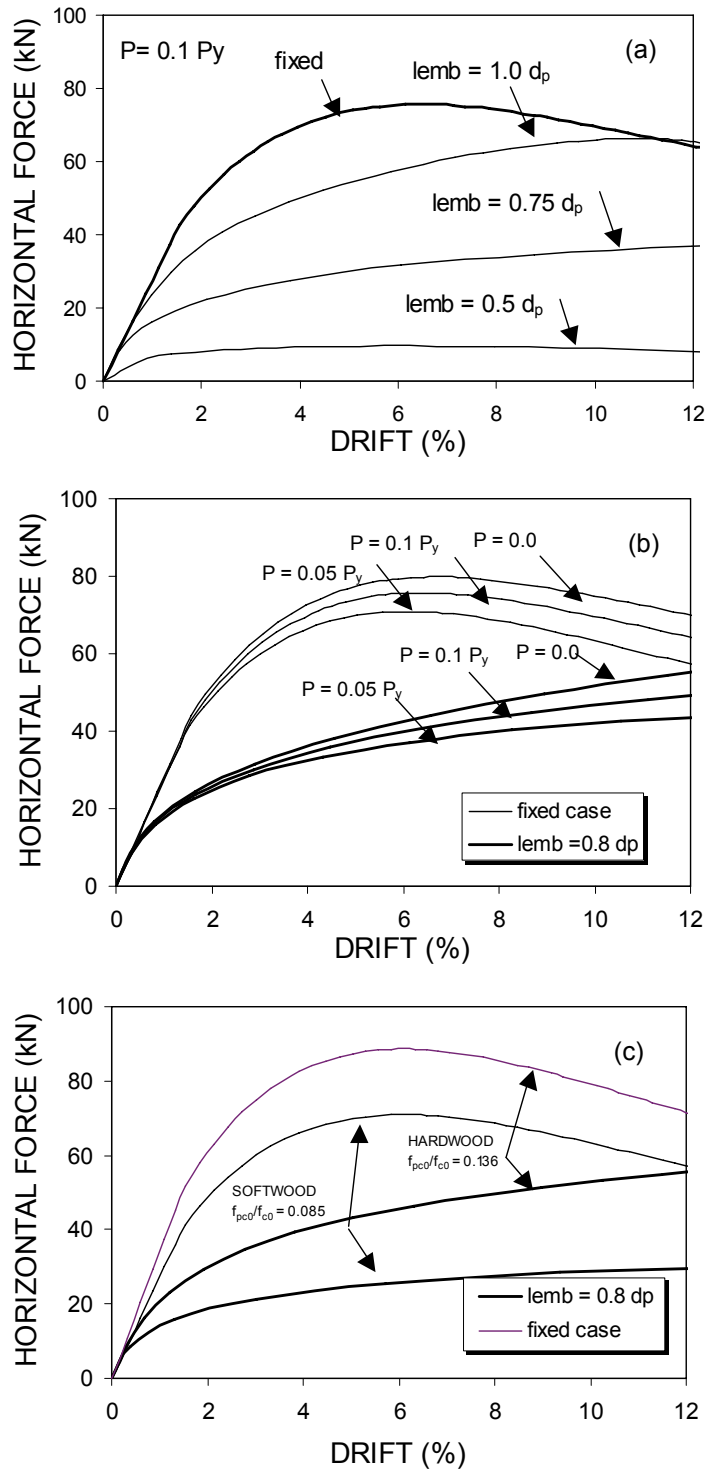 100
80
60
40
20
0
HORIZONTAL FORCE (kN)
P= 0.1 Py
fixed
(a)
lemb = 1.0 dp
lemb = 0.75 dp
lemb = 0.5 dp
0 2 4 6 8 10 12
DRIFT (%)
100
80
60
40
20
0
HORIZONTAL FORCE (kN)
(b)
P = 0.0
P = 0.1 Py
P = 0.05 Py
P = 0.0
P = 0.1 Py
P = 0.05 Py
fixed case
lemb =0.8 dp
0 2 4 6 8 10 12
DRIFT (%)
100
80
60
40
20
0
HORIZONTAL FORCE (kN)
(c)
HARDWOOD
fpc0/fc0 = 0.136
SOFTWOOD
fpc0/fc0 = 0.085
lemb = 0.8 dp
fixed case
0 2 4 6 8 10 12
DRIFT (%)